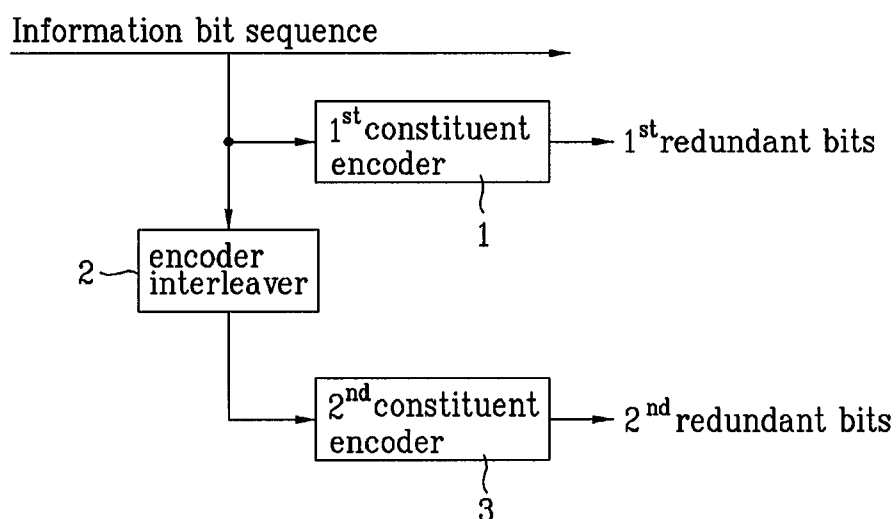 Information bit sequence
1st constituent
encoder
1st redundant bits
1
encoder
interleaver
2
2nd constituent
encoder
2nd redundant bits
3